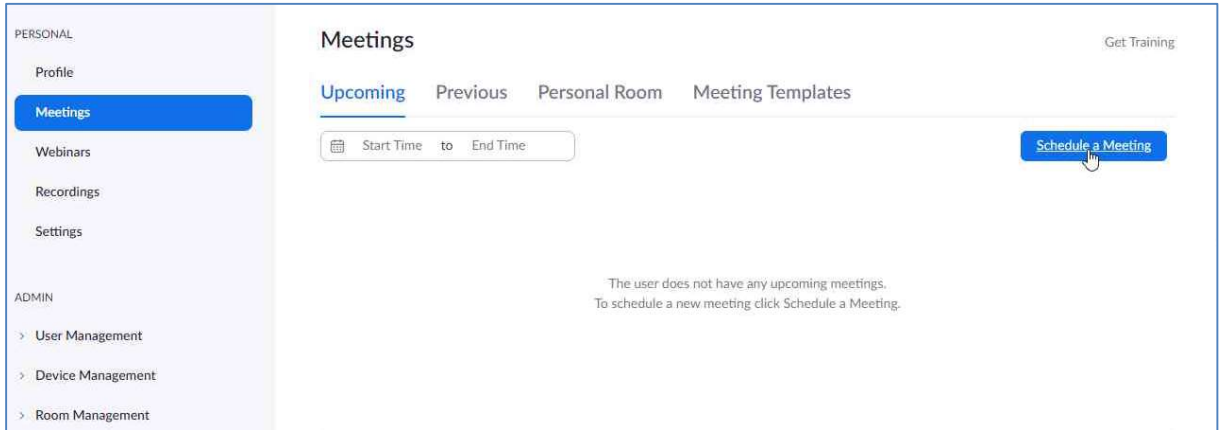 PERSONAL
Profile
Meetings
Webinars
Recordings
Settings
ADMIN
User Management
Device Management
Room Management
Meetings
Get Training
Upcoming Previous Personal Room Meeting Templates
Start Time to End Time
Schedule a Meeting
The user does not have any upcoming meetings.
To schedule a new meeting click Schedule a Meeting.